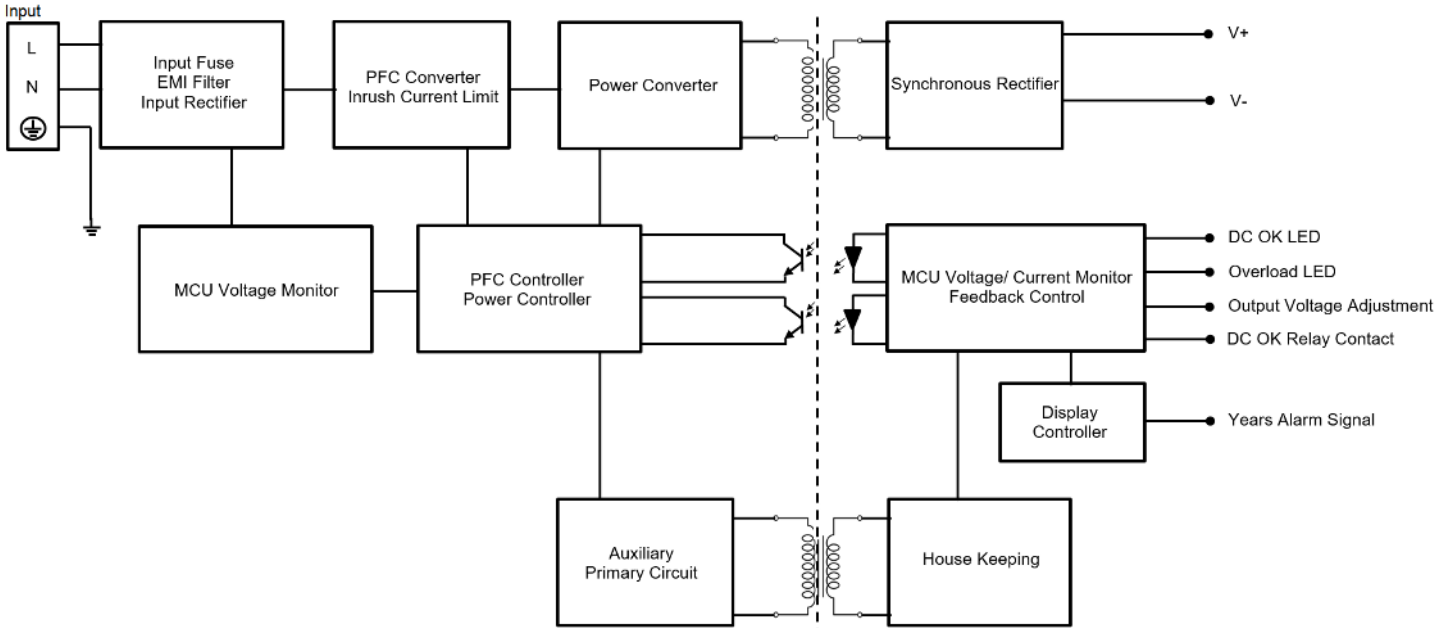 Input
L
N
Input Fuse
EMI Filter
Input Rectifier
PFC Converter
Inrush Current Limit
Power Converter
Synchronous Rectifier
V+
V-
MCU Voltage Monitor
PFC Controller
Power Controller
MCU Voltage/ Current Monitor
Feedback Control
DC OK LED
Overload LED
Output Voltage Adjustment
DC OK Relay Contact
Display
Controller
Years Alarm Signal
Auxiliary
Primary Circuit
House Keeping